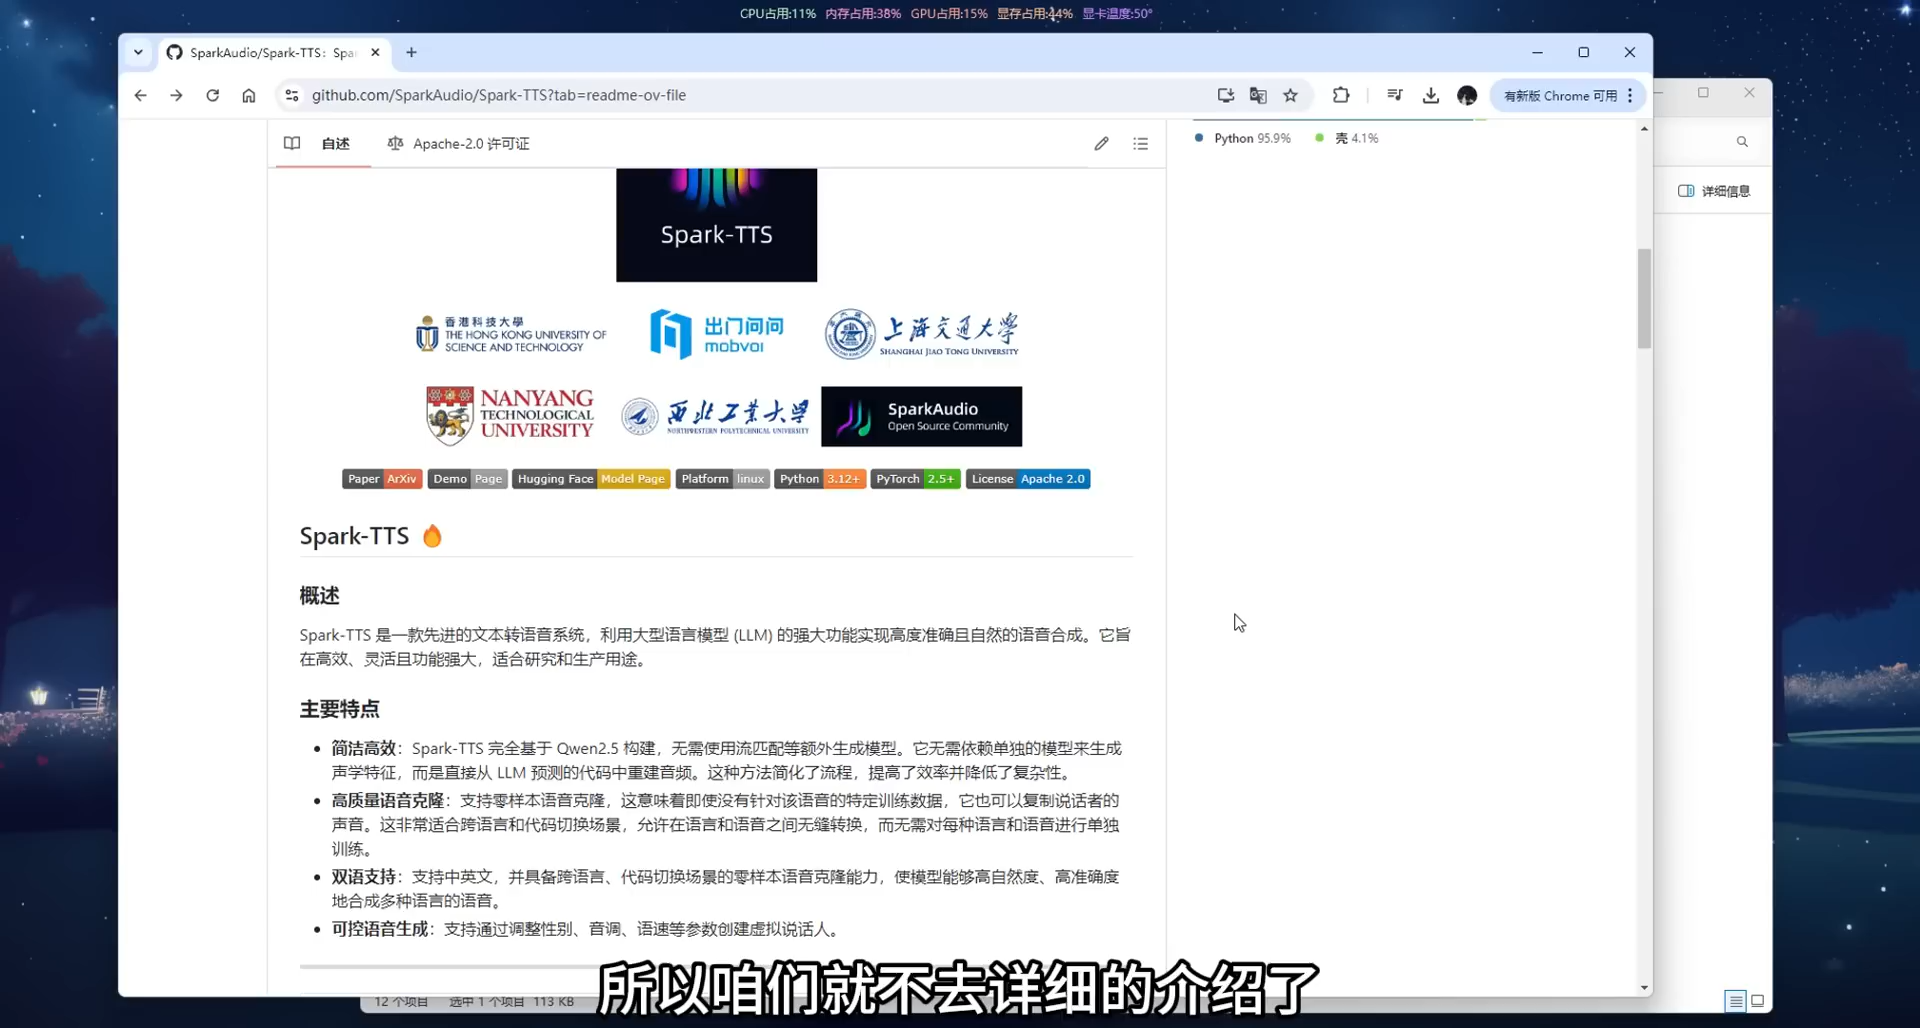 CPU占用:11% 内存占用:38% GPU占用:15% 显存占用:44% 显卡温度:50°
SparkAudio/Spark-TTS: Spa
github.com/SparkAudio/Spark-TTS?tab=readme-ov-file
有新版 Chrome 可用
自述
Apache-2.0 许可证
Python 95.9%
壳 4.1%
详细信息
Spark-TTS
香港科技大學
THE HONG KONG UNIVERSITY OF
SCIENCE AND TECHNOLOGY
出门问问
mobvoi
上海交通大学
SHANGHAI JIAO TONG UNIVERSITY
NANYANG
TECHNOLOGICAL
UNIVERSITY
西北工业大学
NORTHWESTERN POLYTECHNICAL UNIVERSITY
SparkAudio
Open Source Community
Paper ArXiv
Demo Page
Hugging Face Model Page
Platform linux
Python 3.12+
PyTorch 2.5+
License Apache 2.0
Spark-TTS 🔥
概述
Spark-TTS 是一款先进的文本转语音系统，利用大型语言模型 (LLM) 的强大功能实现高度准确且自然的语音合成。它旨
在高效、灵活且功能强大，适合研究和生产用途。
主要特点
• 简洁高效：Spark-TTS 完全基于 Qwen2.5 构建，无需使用流匹配等额外生成模型。它无需依赖单独的模型来生成
声学特征，而是直接从 LLM 预测的代码中重建音频。这种方法简化了流程，提高了效率并降低了复杂性。
• 高质量语音克隆：支持零样本语音克隆，这意味着即使没有针对该语音的特定训练数据，它也可以复制说话者的
声音。这非常适合跨语言和代码切换场景，允许在语言和语音之间无缝转换，而无需对每种语言和语音进行单独
训练。
• 双语支持：支持中英文，并具备跨语言、代码切换场景的零样本语音克隆能力，使模型能够高自然度、高准确度
地合成多种语言的语音。
• 可控语音生成：支持通过调整性别、音调、语速等参数创建虚拟说话人。
12 个项目 选中 1 个项目 113 KB
所以咱们就不去详细的介绍了